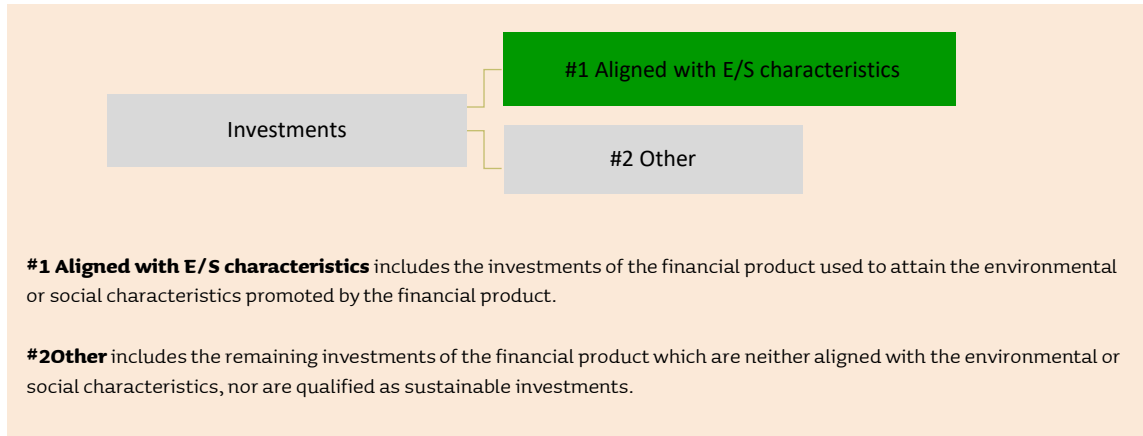 #1 Aligned with E/S characteristics
Investments
#2 Other
#1 Aligned with E/S characteristics includes the investments of the financial product used to attain the environmental
or social characteristics promoted by the financial product.
#2Other includes the remaining investments of the financial product which are neither aligned with the environmental or
social characteristics, nor are qualified as sustainable investments.